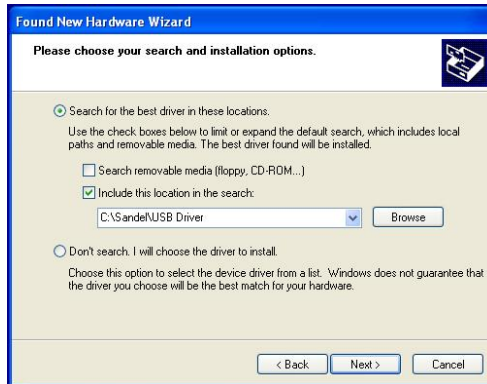 Found New Hardware Wizard
Please choose your search and installation options.
Search for the best driver in these locations.
Use the check boxes below to limit or expand the default search, which includes local
paths and removable media. The best driver found will be installed.
Search removable media (floppy, CD-ROM...)
Include this location in the search:
C:\Sandel\USB Driver
Browse
Don't search. I will choose the driver to install.
Choose this option to select the device driver from a list. Windows does not guarantee that
the driver you choose will be the best match for your hardware.
< Back
Next >
Cancel